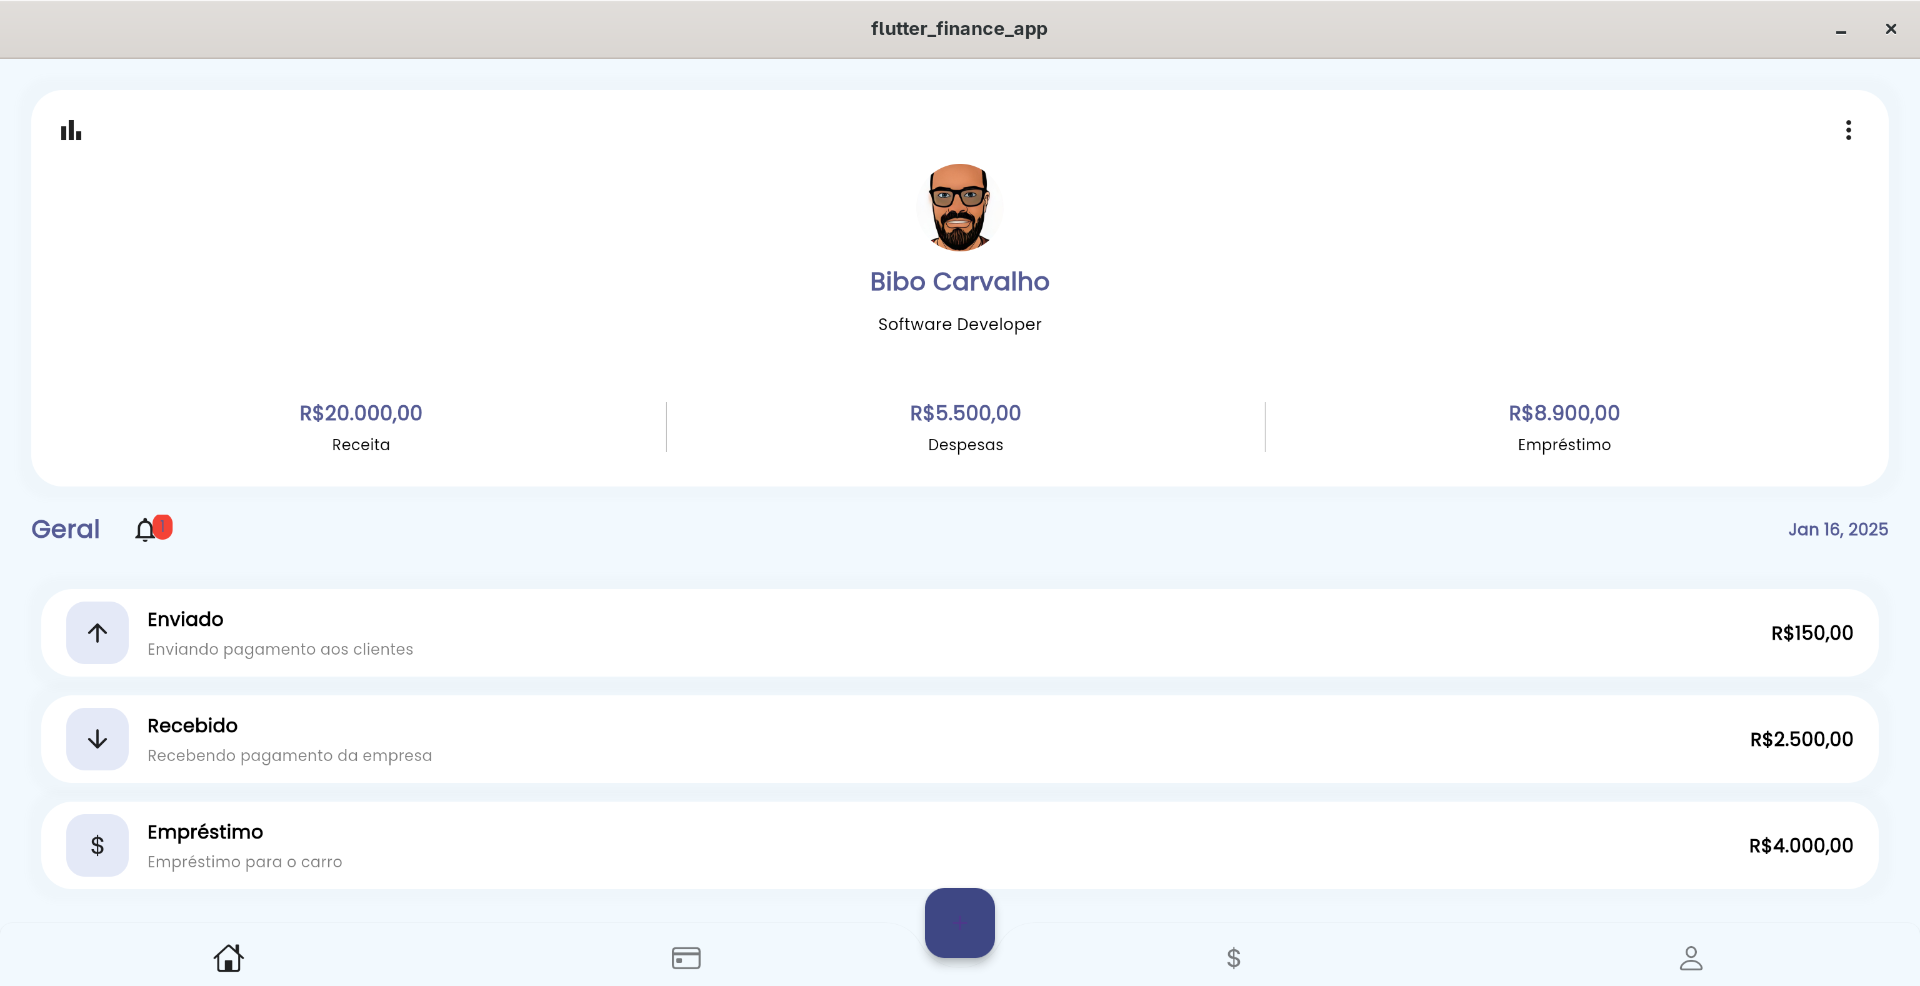 flutter_finance_app
Bibo Carvalho
Software Developer
R$20.000,00
Receita
R$5.500,00
Despesas
R$8.900,00
Empréstimo
Geral
1
Jan 16, 2025
Enviado
Enviando pagamento aos clientes
R$150,00
Recebido
Recebendo pagamento da empresa
R$2.500,00
$
Empréstimo
Empréstimo para o carro
R$4.000,00
$